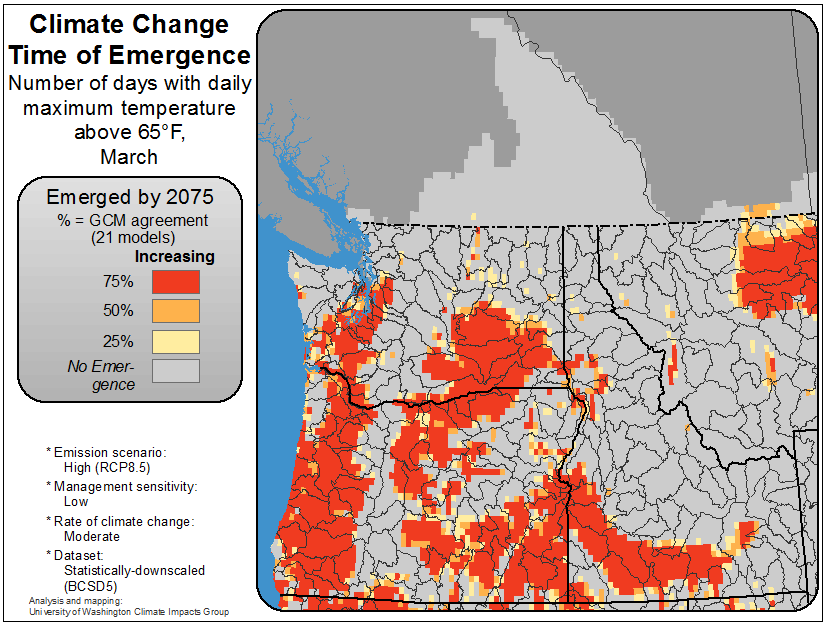 Climate Change
Time of Emergence
Number of days with daily
maximum temperature
above 65°F,
March
Emerged by 2075
% = GCM agreement
(21 models)
Increasing
75%
50%
25%
No Emer-
gence
* Emission scenario:
High (RCP8.5)
* Management sensitivity:
Low
* Rate of climate change:
Moderate
* Dataset:
Statistically-downscaled
(BCSD5)
Analysis and mapping:
University of Washington Climate Impacts Group